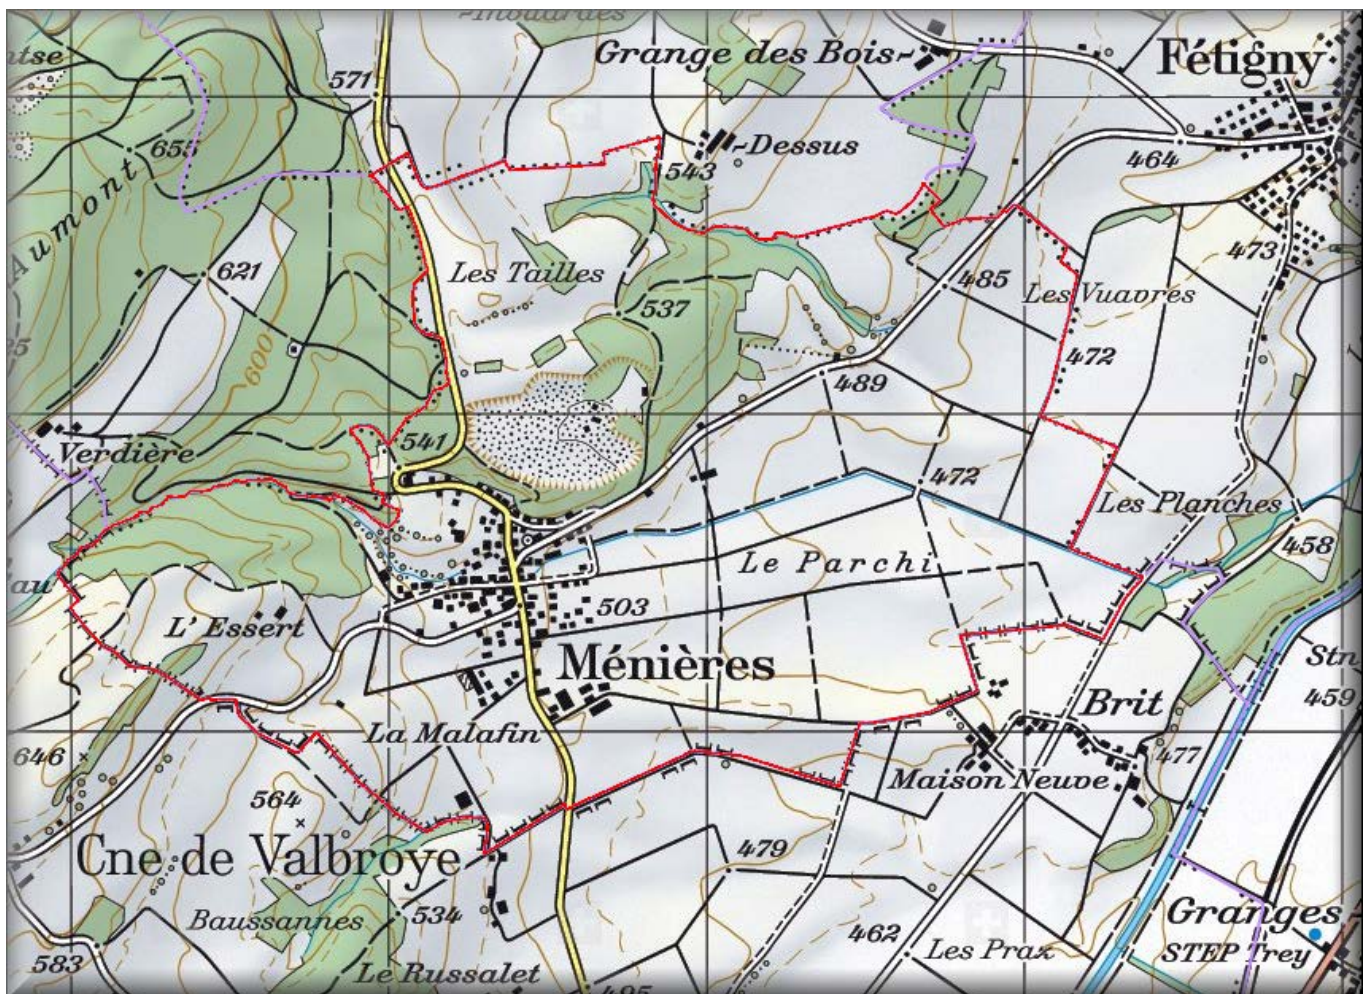 Grange des Bois
Fétigny
571
655
Dessus
543
464
Aumont
621
Les Tailles
473
485
Les Vuavres
537
600
472
489
Verdière
541
472
Les Planches
458
Le Parchi
au
503
L'Essert
Ménières
Stn
Brit
459
La Malafin
646
477
Maison Neuve
564
Cne de Valbroye
479
Baussannes
534
Granges
462
Les Prax
STEP Trey
583
Le Russalet